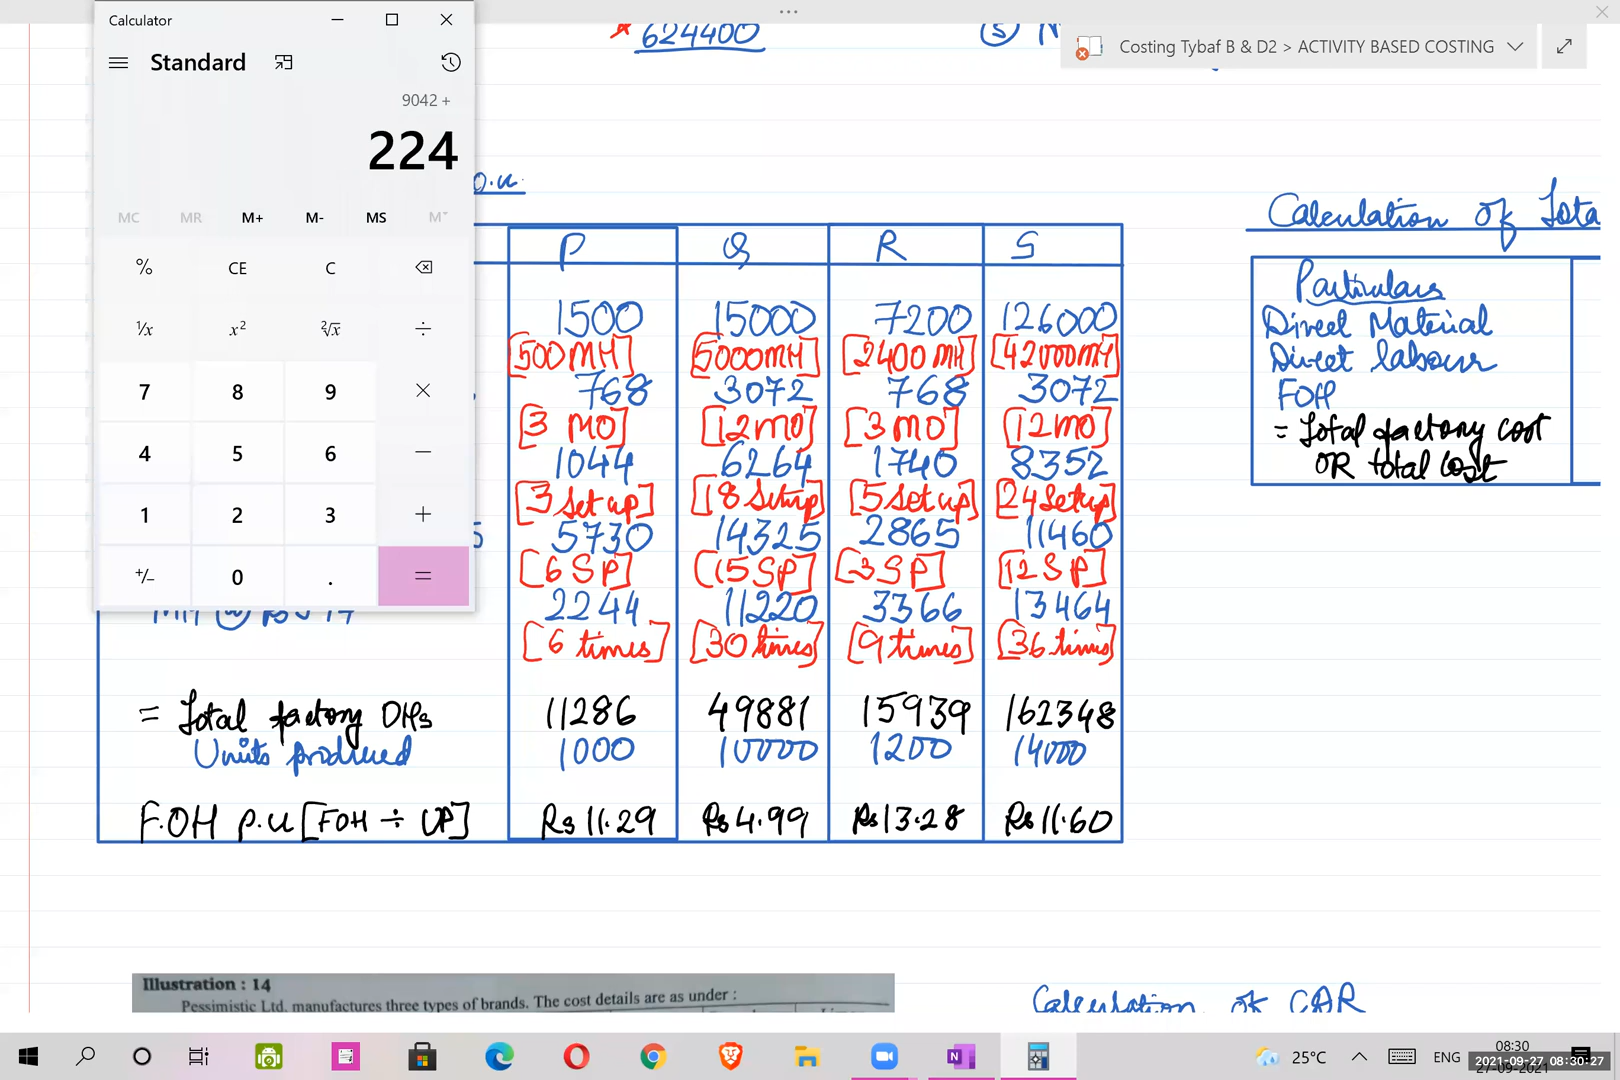 Calculator
Standard
9042 +
224
MC MR M+ M- MS M˅
% CE C
¹/x x² ²√x ÷
7 8 9 ×
4 5 6 −
1 2 3 +
+/− 0 . =
624400
Costing Tybaf B & D2 > ACTIVITY BASED COSTING
P Q R S
1500 15000 7200 126000
[500 MH] [5000 MH] [2400 MH] [42000 MH]
768 3072 768 3072
[3 MO] [12 MO] [3 MO] [12 MO]
1044 6264 1740 8352
[3 Set up] [18 Setup] [5 Set up] [24 Setup]
5 5730 14325 2865 11460
[6 SP] [15 SP] [3 SP] [12 SP]
2244 11220 3366 13464
[6 times] [30 times] [9 times] [36 times]
= Total factory OHs 11286 49881 15939 162348
Units produced 1000 10000 1200 14000
F.OH p.u [FOH ÷ UP] Rs 11.29 Rs 4.99 Rs 13.28 Rs 11.60
Calculation of Tota
Particulars
Direct Material
Direct labour
FOH
= Total factory cost
OR total cost
Illustration : 14
Pessimistic Ltd. manufactures three types of brands. The cost details are as under :
Calculation of CAR
25°C ENG 08:30
27-09-2021
2021-09-27 08:30:27